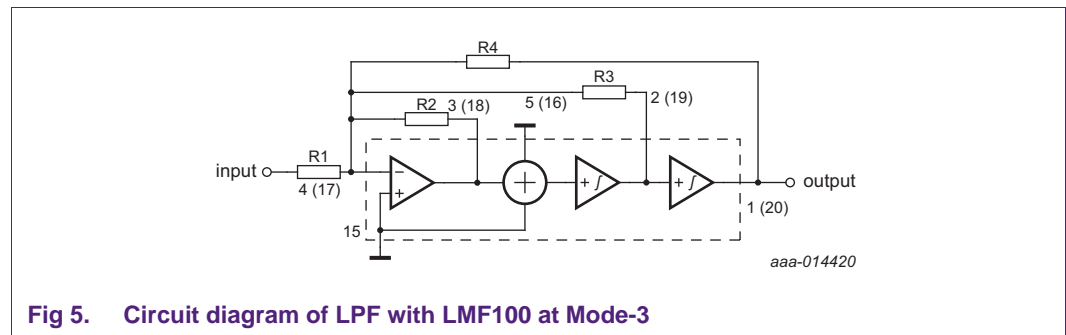 R4
R3
R2 3 (18) 5 (16) 2 (19)
input R1 − + ∫ + ∫ output
4 (17) + 1 (20)
15
aaa-014420
Fig 5. Circuit diagram of LPF with LMF100 at Mode-3